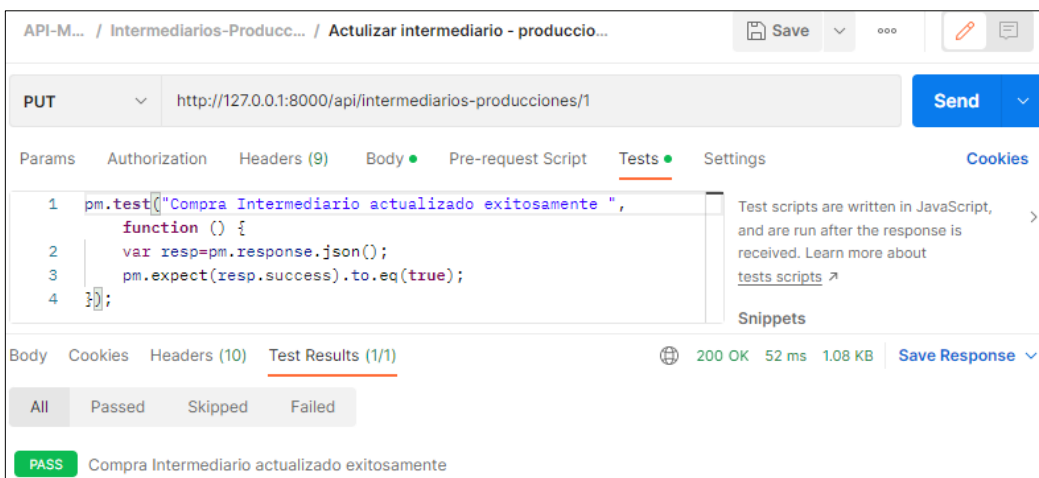 API-M... / Intermediarios-Producc... / Actulizar intermediario - produccio... Save ooo
PUT http://127.0.0.1:8000/api/intermediarios-producciones/1 Send
Params Authorization Headers (9) Body Pre-request Script Tests Settings Cookies
1 pm.test("Compra Intermediario actualizado exitosamente ",
function () {
2 var resp=pm.response.json();
3 pm.expect(resp.success).to.eq(true);
4 });
Test scripts are written in JavaScript,
and are run after the response is
received. Learn more about
tests scripts ↗
Snippets
Body Cookies Headers (10) Test Results (1/1) 200 OK 52 ms 1.08 KB Save Response
All Passed Skipped Failed
PASS Compra Intermediario actualizado exitosamente